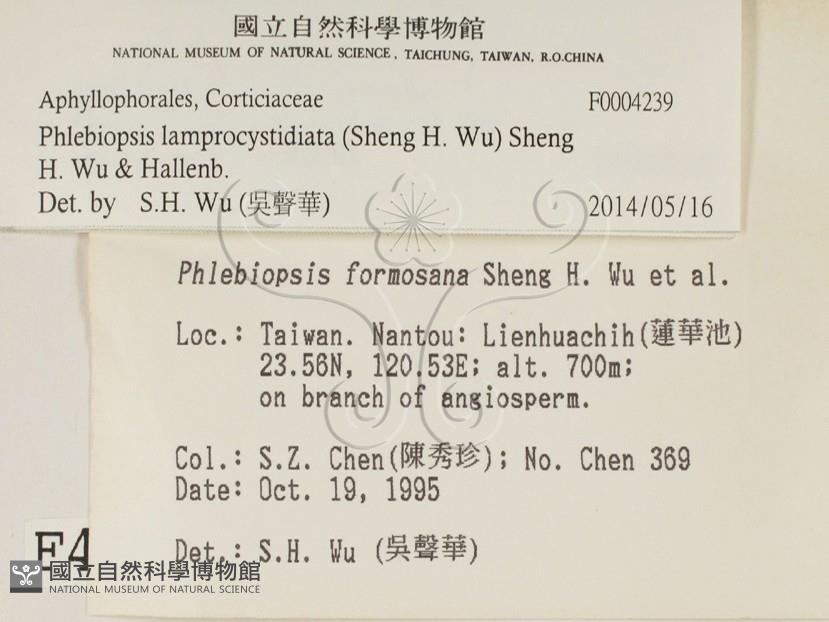 國立自然科學博物館
NATIONAL MUSEUM OF NATURAL SCIENCE, TAICHUNG, TAIWAN, R.O.CHINA
Aphyllophorales, Corticiaceae F0004239
Phlebiopsis lamprocystidiata (Sheng H. Wu) Sheng
H. Wu & Hallenb.
Det. by S.H. Wu (吳聲華) 2014/05/16
Phlebiopsis formosana Sheng H. Wu et al.
Loc.: Taiwan. Nantou: Lienhuachih(蓮華池)
23.56N, 120.53E; alt. 700m;
on branch of angiosperm.
Col.: S.Z. Chen(陳秀珍); No. Chen 369
Date: Oct. 19, 1995
Det.: S.H. Wu (吳聲華)
F4
國立自然科學博物館
NATIONAL MUSEUM OF NATURAL SCIENCE